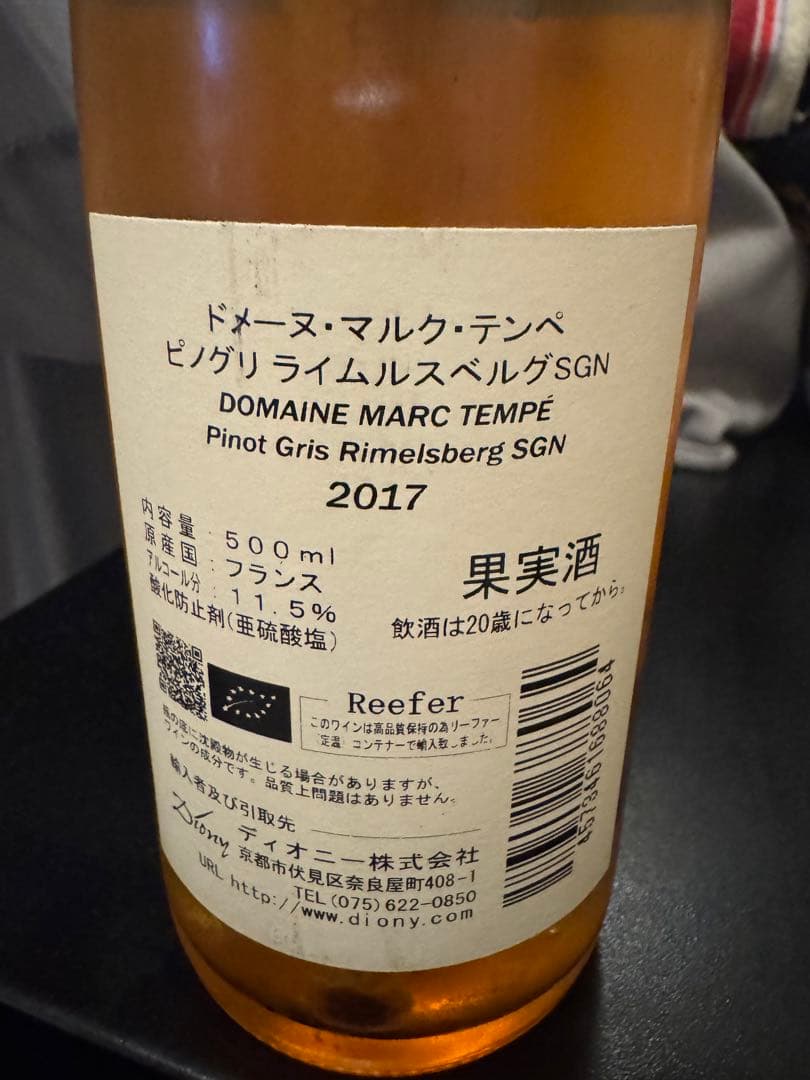 ドメーヌ・マルク・テンペ
ピノグリ ライムルスベルグSGN
DOMAINE MARC TEMPÉ
Pinot Gris Rimelsberg SGN
2017
内容量 : 500ml
原産国 : フランス
アルコール分 : 11.5%
酸化防止剤(亜硫酸塩)
果実酒
飲酒は20歳になってから。
Reefer
このワインは高品質保持の為リーファー
(定温) コンテナーで輸入致しました。
瓶の底に沈殿物が生じる場合がありますが、
ワインの成分です。品質上問題はありません。
輸入者及び引取先
Diony ディオニー株式会社
京都市伏見区奈良屋町408-1
TEL(075)622-0850
URL http://www.diony.com
4573461688064